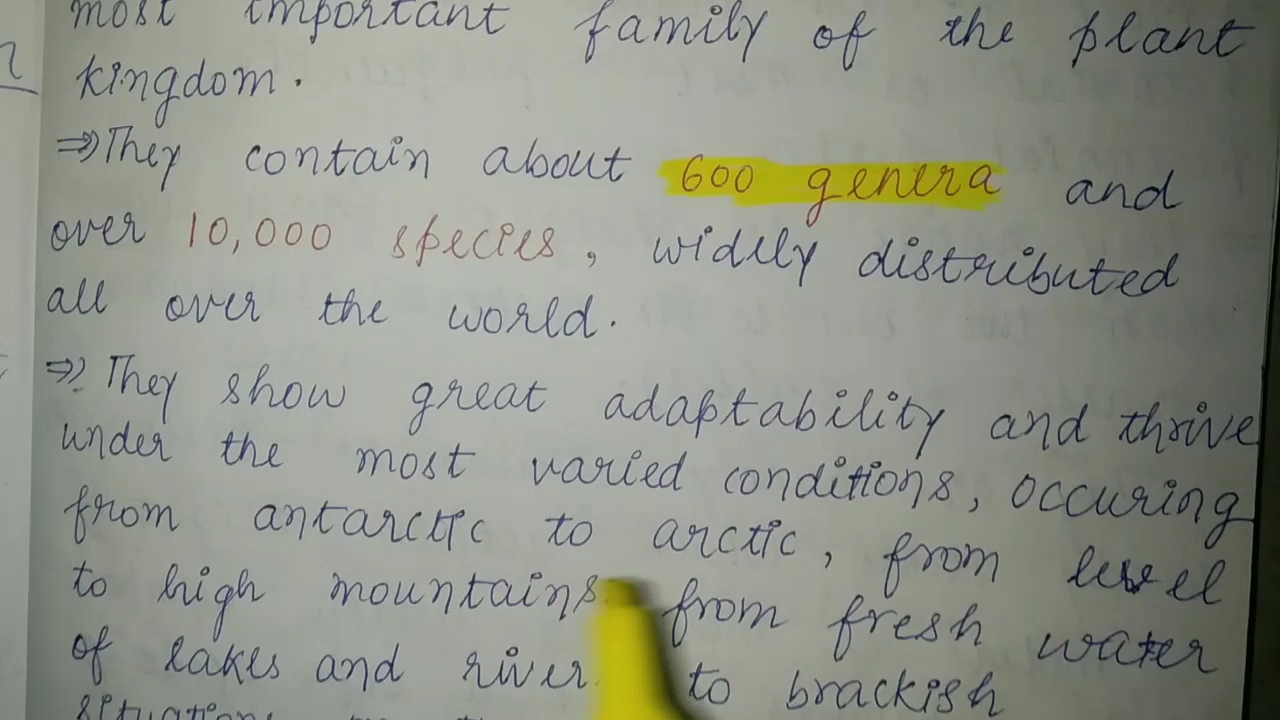 most important family of the plant
kingdom.
⇒ They contain about 600 genera and
over 10,000 species, widely distributed
all over the world.
⇒ They show great adaptability and thrive
under the most varied conditions, occuring
from antarctic to arctic, from level
to high mountains from fresh water
of lakes and river to brackish
situations